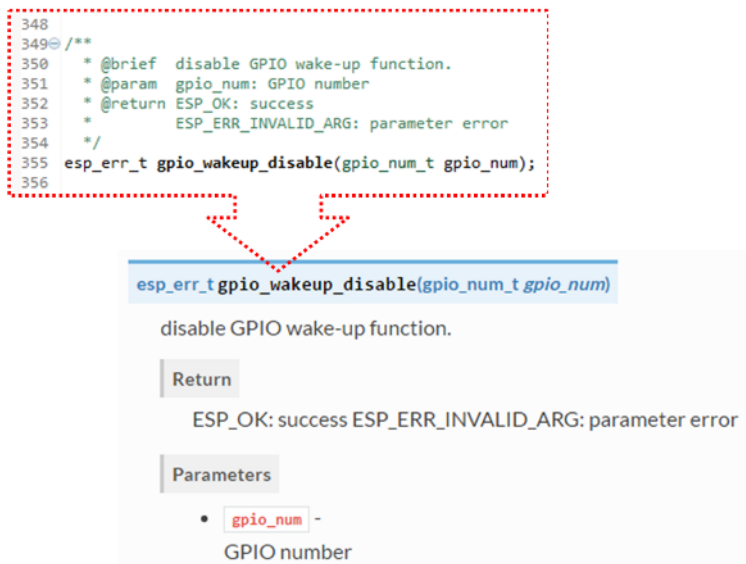 348
349 /**
350 * @brief disable GPIO wake-up function.
351 * @param gpio_num: GPIO number
352 * @return ESP_OK: success
353 * ESP_ERR_INVALID_ARG: parameter error
354 */
355 esp_err_t gpio_wakeup_disable(gpio_num_t gpio_num);
356
esp_err_t gpio_wakeup_disable(gpio_num_t gpio_num)
disable GPIO wake-up function.
Return
ESP_OK: success ESP_ERR_INVALID_ARG: parameter error
Parameters
• gpio_num -
GPIO number